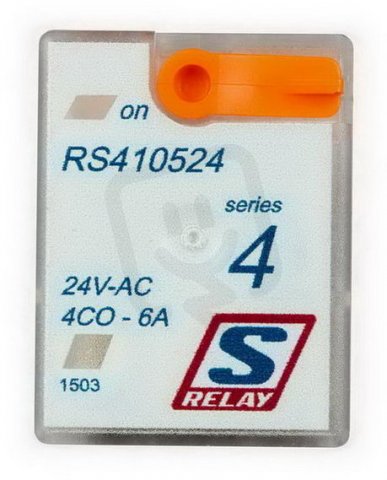 on
RS410524
series
4
24V-AC
4CO - 6A
1503
S
RELAY